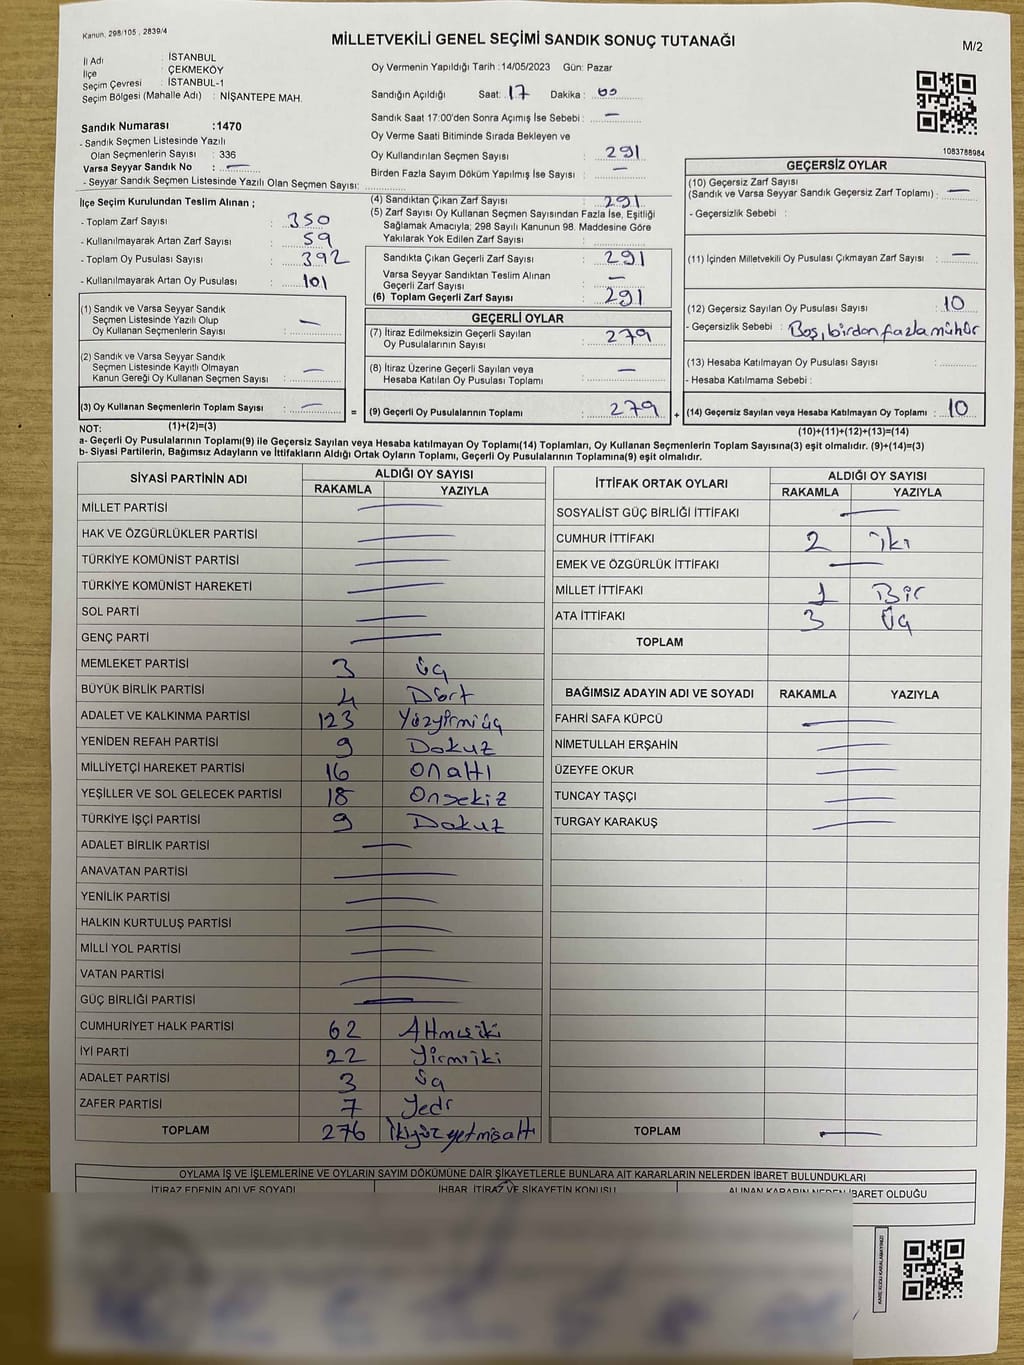 Kanun, 298/105 , 2839/4
MİLLETVEKİLİ GENEL SEÇİMİ SANDIK SONUÇ TUTANAĞI
M/2
İl Adı : İSTANBUL
İlçe : ÇEKMEKÖY
Seçim Çevresi : İSTANBUL-1
Seçim Bölgesi (Mahalle Adı) : NİŞANTEPE MAH.
Oy Vermenin Yapıldığı Tarih :14/05/2023 Gün: Pazar
Sandığın Açıldığı Saat: 17 Dakika : 00
Sandık Saat 17:00'den Sonra Açımış İse Sebebi : —
Oy Verme Saati Bitiminde Sırada Bekleyen ve
Oy Kullandırılan Seçmen Sayısı : 291
Birden Fazla Sayım Döküm Yapılmış İse Sayısı : —
1083788984
Sandık Numarası :1470
- Sandık Seçmen Listesinde Yazılı
Olan Seçmenlerin Sayısı : 336
Varsa Seyyar Sandık No : —
- Seyyar Sandık Seçmen Listesinde Yazılı Olan Seçmen Sayısı:
İlçe Seçim Kurulundan Teslim Alınan ;
- Toplam Zarf Sayısı : 350
- Kullanılmayarak Artan Zarf Sayısı : 59
- Toplam Oy Pusulası Sayısı : 392
- Kullanılmayarak Artan Oy Pusulası : 101
(4) Sandıktan Çıkan Zarf Sayısı : 291
(5) Zarf Sayısı Oy Kullanan Seçmen Sayısından Fazla İse, Eşitliği
Sağlamak Amacıyla; 298 Sayılı Kanunun 98. Maddesine Göre
Yakılarak Yok Edilen Zarf Sayısı :
Sandıkta Çıkan Geçerli Zarf Sayısı : 291
Varsa Seyyar Sandıktan Teslim Alınan
Geçerli Zarf Sayısı : —
(6) Toplam Geçerli Zarf Sayısı : 291
GEÇERSİZ OYLAR
(10) Geçersiz Zarf Sayısı
(Sandık ve Varsa Seyyar Sandık Geçersiz Zarf Toplamı) : —
- Geçersizlik Sebebi :
(11) İçinden Milletvekili Oy Pusulası Çıkmayan Zarf Sayısı : —
(12) Geçersiz Sayılan Oy Pusulası Sayısı : 10
- Geçersizlik Sebebi : Boş, birden fazla mühür
(13) Hesaba Katılmayan Oy Pusulası Sayısı :
- Hesaba Katılmama Sebebi :
(1) Sandık ve Varsa Seyyar Sandık
Seçmen Listesinde Yazılı Olup
Oy Kullanan Seçmenlerin Sayısı : —
(2) Sandık ve Varsa Seyyar Sandık
Seçmen Listesinde Kayıtlı Olmayan
Kanun Gereği Oy Kullanan Seçmen Sayısı : —
GEÇERLİ OYLAR
(7) İtiraz Edilmeksizin Geçerli Sayılan
Oy Pusulalarının Sayısı : 279
(8) İtiraz Üzerine Geçerli Sayılan veya
Hesaba Katılan Oy Pusulası Toplamı : —
(3) Oy Kullanan Seçmenlerin Toplam Sayısı : — = (9) Geçerli Oy Pusulalarının Toplamı : 279 + (14) Geçersiz Sayılan veya Hesaba Katılmayan Oy Toplamı : 10
NOT: (1)+(2)=(3) (10)+(11)+(12)+(13)=(14)
a- Geçerli Oy Pusulalarının Toplamı(9) ile Geçersiz Sayılan veya Hesaba katılmayan Oy Toplamı(14) Toplamları, Oy Kullanan Seçmenlerin Toplam Sayısına(3) eşit olmalıdır. (9)+(14)=(3)
b- Siyasi Partilerin, Bağımsız Adayların ve İttifakların Aldığı Ortak Oyların Toplamı, Geçerli Oy Pusulalarının Toplamına(9) eşit olmalıdır.
SİYASİ PARTİNİN ADI ALDIĞI OY SAYISI
RAKAMLA YAZIYLA
MİLLET PARTİSİ —
HAK VE ÖZGÜRLÜKLER PARTİSİ —
TÜRKİYE KOMÜNİST PARTİSİ —
TÜRKİYE KOMÜNİST HAREKETİ —
SOL PARTİ —
GENÇ PARTİ —
MEMLEKET PARTİSİ 3 üç
BÜYÜK BİRLİK PARTİSİ 4 Dört
ADALET VE KALKINMA PARTİSİ 123 Yüzyirmi üç
YENİDEN REFAH PARTİSİ 9 Dokuz
MİLLİYETÇİ HAREKET PARTİSİ 16 onaltı
YEŞİLLER VE SOL GELECEK PARTİSİ 18 Onsekiz
TÜRKİYE İŞÇİ PARTİSİ 9 Dokuz
ADALET BİRLİK PARTİSİ —
ANAVATAN PARTİSİ —
YENİLİK PARTİSİ —
HALKIN KURTULUŞ PARTİSİ —
MİLLİ YOL PARTİSİ —
VATAN PARTİSİ —
GÜÇ BİRLİĞİ PARTİSİ —
CUMHURİYET HALK PARTİSİ 62 Altmışiki
İYİ PARTİ 22 Yirmiiki
ADALET PARTİSİ 3 üç
ZAFER PARTİSİ 7 Yedi
TOPLAM 276 İkiyüz yetmişaltı
İTTİFAK ORTAK OYLARI ALDIĞI OY SAYISI
RAKAMLA YAZIYLA
SOSYALİST GÜÇ BİRLİĞİ İTTİFAKI —
CUMHUR İTTİFAKI 2 iki
EMEK VE ÖZGÜRLÜK İTTİFAKI —
MİLLET İTTİFAKI 1 Bir
ATA İTTİFAKI 3 üç
TOPLAM
BAĞIMSIZ ADAYIN ADI VE SOYADI RAKAMLA YAZIYLA
FAHRİ SAFA KÜPCÜ —
NİMETULLAH ERŞAHİN —
ÜZEYFE OKUR —
TUNCAY TAŞÇI —
TURGAY KARAKUŞ —
TOPLAM —
OYLAMA İŞ VE İŞLEMLERİNE VE OYLARIN SAYIM DÖKÜMÜNE DAİR ŞİKAYETLERLE BUNLARA AİT KARARLARIN NELERDEN İBARET BULUNDUKLARI
İTİRAZ EDENİN ADI VE SOYADI İHBAR, İTİRAZ VE ŞİKAYETİN KONUSU ALINAN KARARIN NEDEN İBARET OLDUĞU
KARE KODU KARALAMAYINIZ!